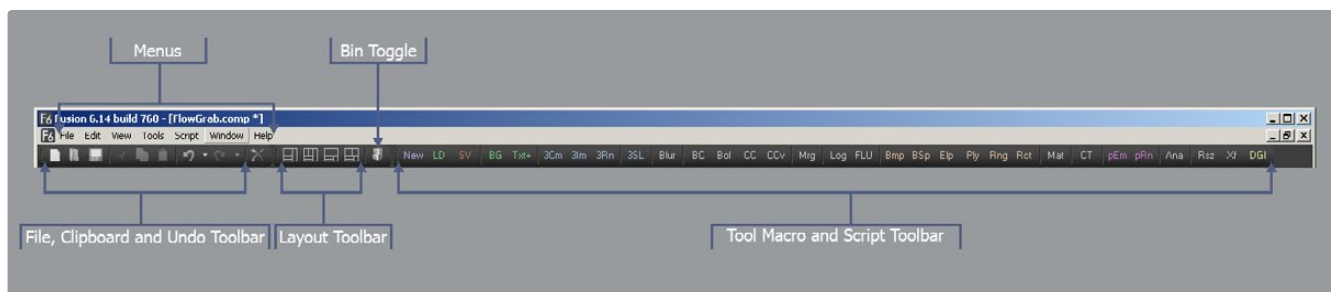 Menus
Bin Toggle
Fusion 6.14 build 760 - [FlowGrab.comp *]
File Edit View Tools Script Window Help
New LD SV BG Txt+ 3Cm 3Im 3Rn 3SL Blur BC Bol CC CCv Mrg Log FLU Bmp BSp Elp Ply Rng Rct Mat CT pEm pRn Ana Rsz Xf DGI
File, Clipboard and Undo Toolbar
Layout Toolbar
Tool Macro and Script Toolbar